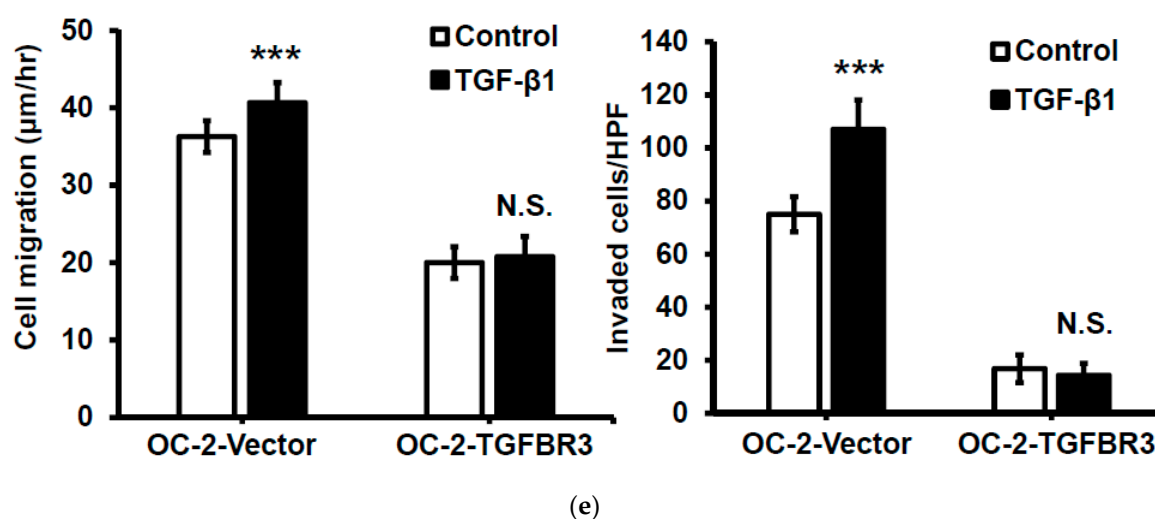 Cell migration (µm/hr)
50
40
30
20
10
0
***
N.S.
Control
TGF-β1
OC-2-Vector
OC-2-TGFBR3
Invaded cells/HPF
140
120
100
80
60
40
20
0
***
N.S.
Control
TGF-β1
OC-2-Vector
OC-2-TGFBR3
(e)